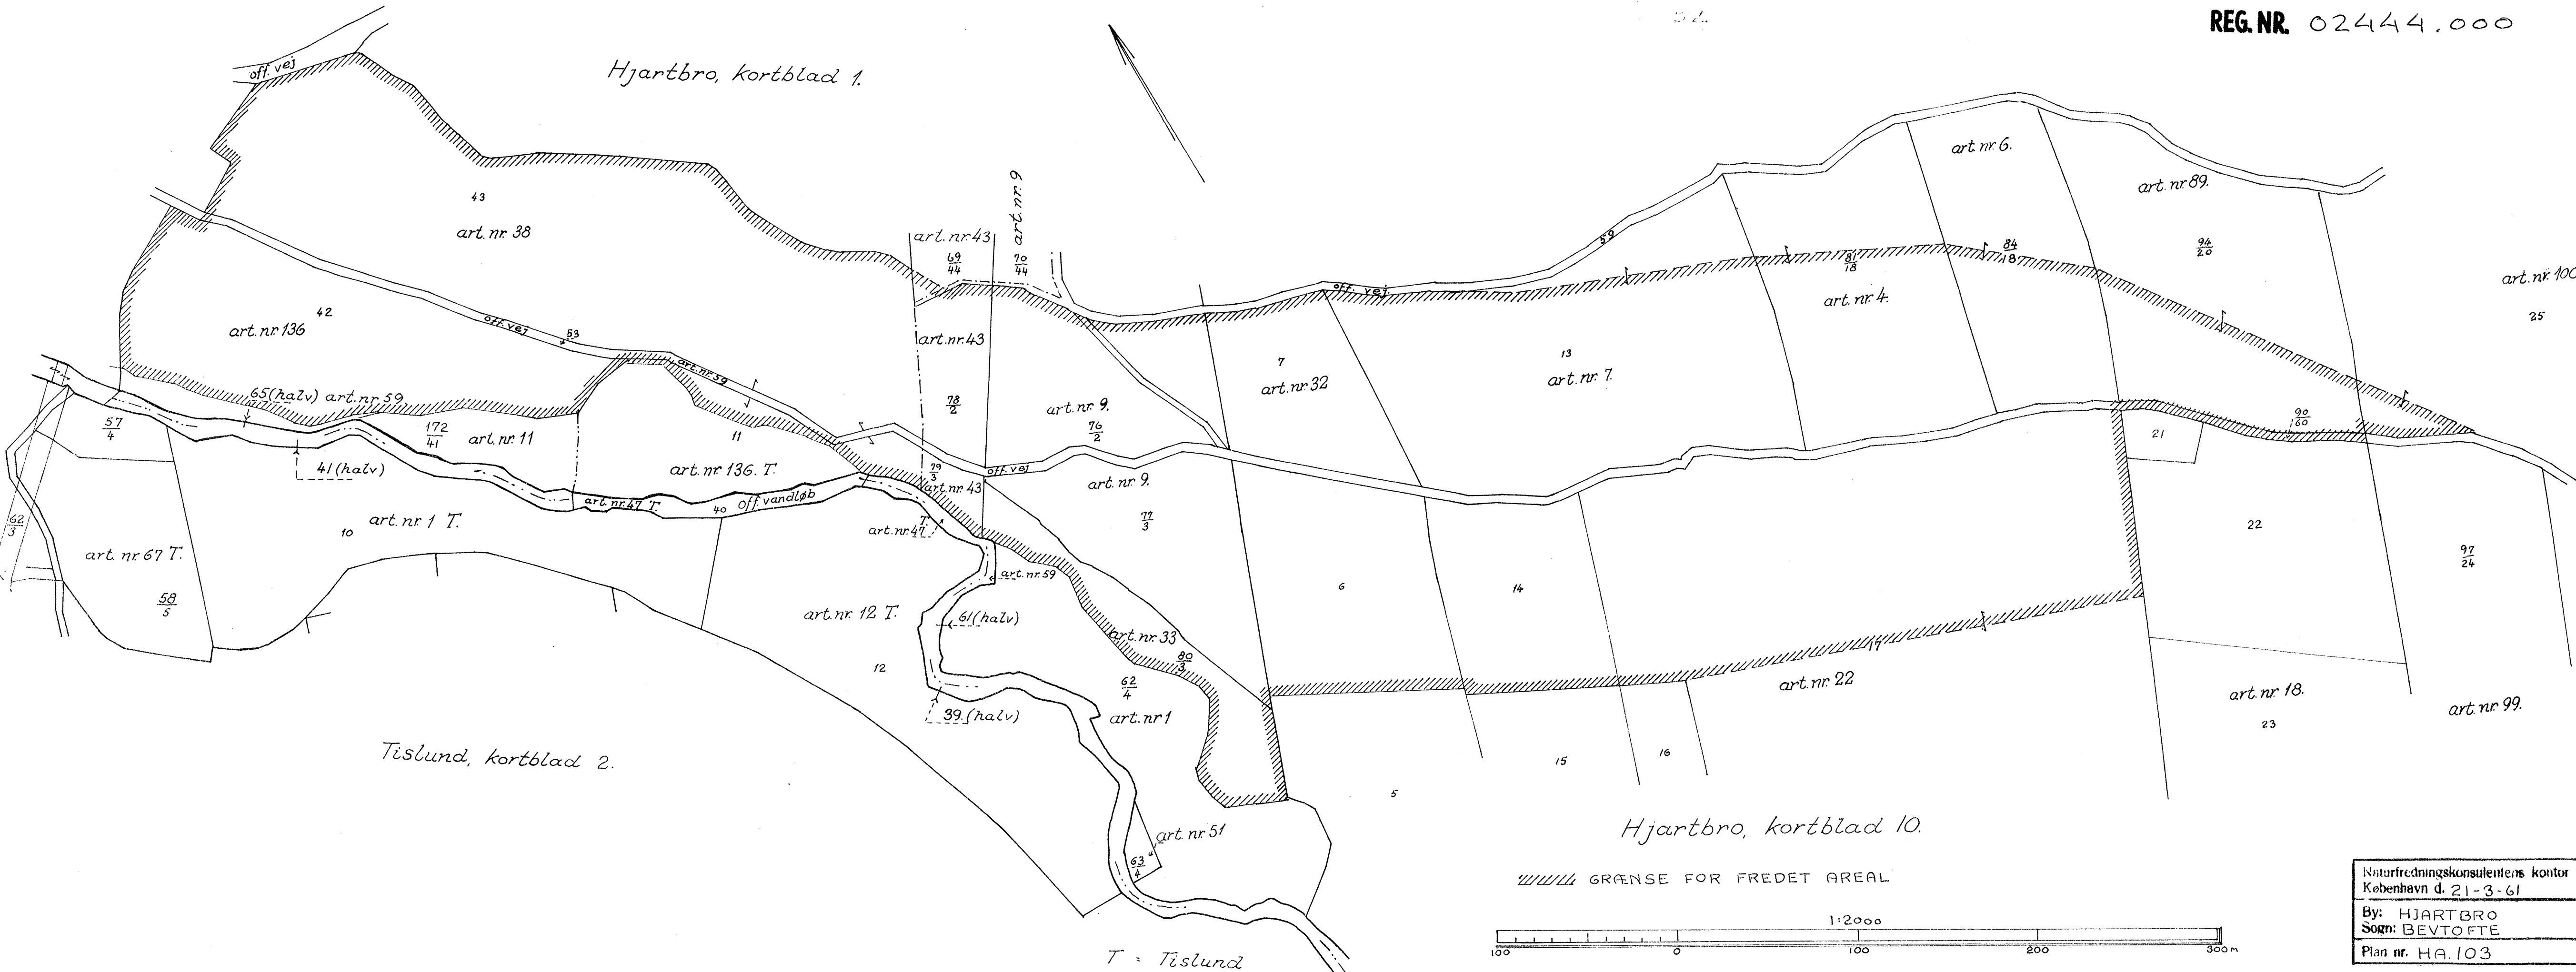 REG. NR. 02444.000
off. vej
Hjartbro, kortblad 1.
43
art. nr 38
art. nr. 43
69/44
art. nr. 9
70/44
art. nr. 6.
art. nr 89.
94/20
84/18
81/18
art. nr. 4.
59
off. vej.
art. nr. 100
25
42
art. nr 136
off. vej
53
art. nr. 59
art. nr. 43
78/2
art. nr. 9.
76/2
7
art. nr 32
13
art. nr. 7.
65(halv) art. nr. 59.
57/4
172/41
art. nr. 11
41(halv)
11
art. nr 136. T.
79/3
art. nr. 43
off. vej
art. nr. 9.
77/3
90/60
21
22
97/24
62/3
art. nr 67 T.
58/5
10
art. nr 1 T.
art. nr. 47 T.
40
Off. vandløb
art. nr. 47 T.
art. nr. 59
61(halv)
art. nr. 12 T.
12
39.(halv)
art. nr. 33
80/3
62/4
art. nr 1
6
14
17
art. nr. 22
art. nr 18.
23
art. nr 99.
15
16
5
Tislund, kortblad 2.
art. nr 51
63/4
Hjartbro, kortblad 10.
GRÆNSE FOR FREDET AREAL
1:2000
100 0 100 200 300 m
T = Tislund
Naturfredningskonsulentens kontor
København d. 21-3-61
By: HJARTBRO
Sogn: BEVTOFTE
Plan nr. HA.103